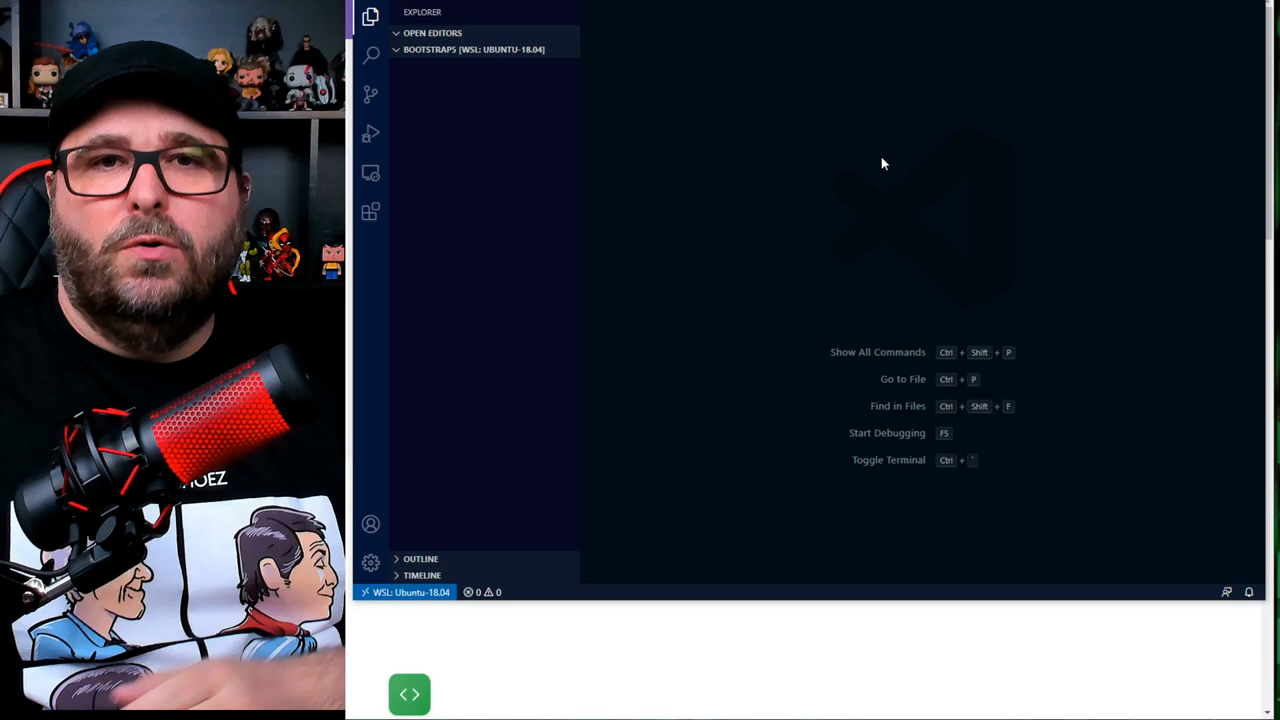 EXPLORER
OPEN EDITORS
BOOTSTRAP5 [WSL: UBUNTU-18.04]
Show All Commands Ctrl + Shift + P
Go to File Ctrl + P
Find in Files Ctrl + Shift + F
Start Debugging F5
Toggle Terminal Ctrl + `
OUTLINE
TIMELINE
WSL: Ubuntu-18.04 0 0